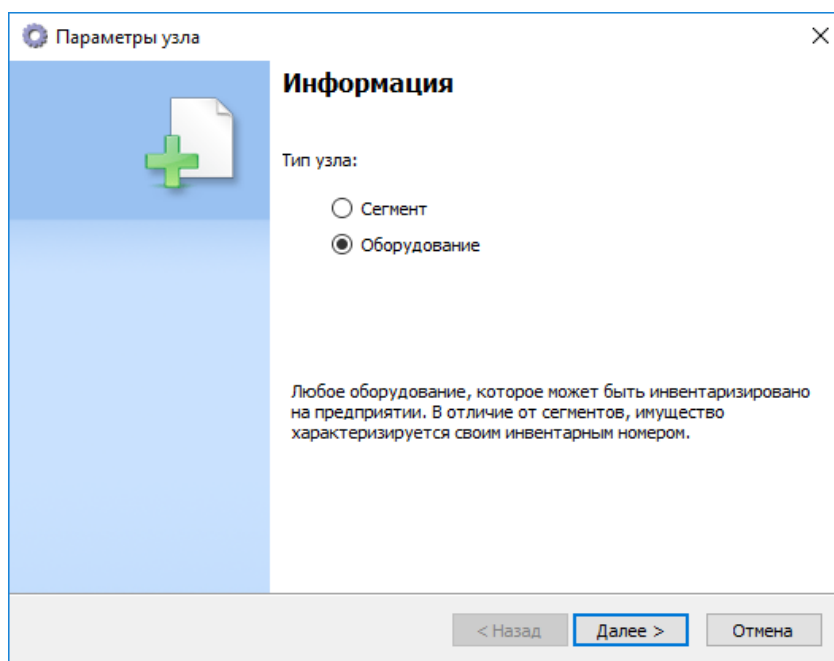 Параметры узла
Информация
Тип узла:
Сегмент
Оборудование
Любое оборудование, которое может быть инвентаризировано
на предприятии. В отличие от сегментов, имущество
характеризируется своим инвентарным номером.
< Назад
Далее >
Отмена